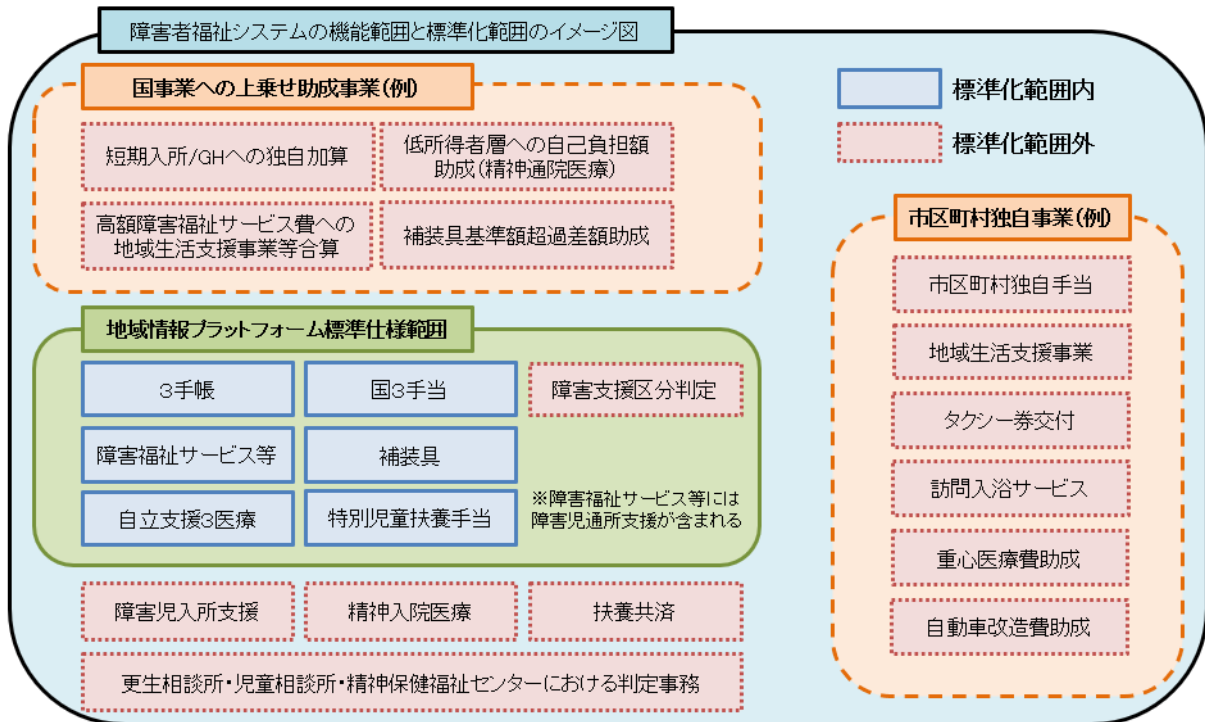 障害者福祉システムの機能範囲と標準化範囲のイメージ図
国事業への上乗せ助成事業(例)
短期入所/GHへの独自加算
低所得者層への自己負担額
助成(精神通院医療)
高額障害福祉サービス費への
地域生活支援事業等合算
補装具基準額超過差額助成
標準化範囲内
標準化範囲外
地域情報プラットフォーム標準仕様範囲
3手帳
国3手当
障害支援区分判定
障害福祉サービス等
補装具
自立支援3医療
特別児童扶養手当
※障害福祉サービス等には
障害児通所支援が含まれる
障害児入所支援
精神入院医療
扶養共済
更生相談所・児童相談所・精神保健福祉センターにおける判定事務
市区町村独自事業(例)
市区町村独自手当
地域生活支援事業
タクシー券交付
訪問入浴サービス
重心医療費助成
自動車改造費助成